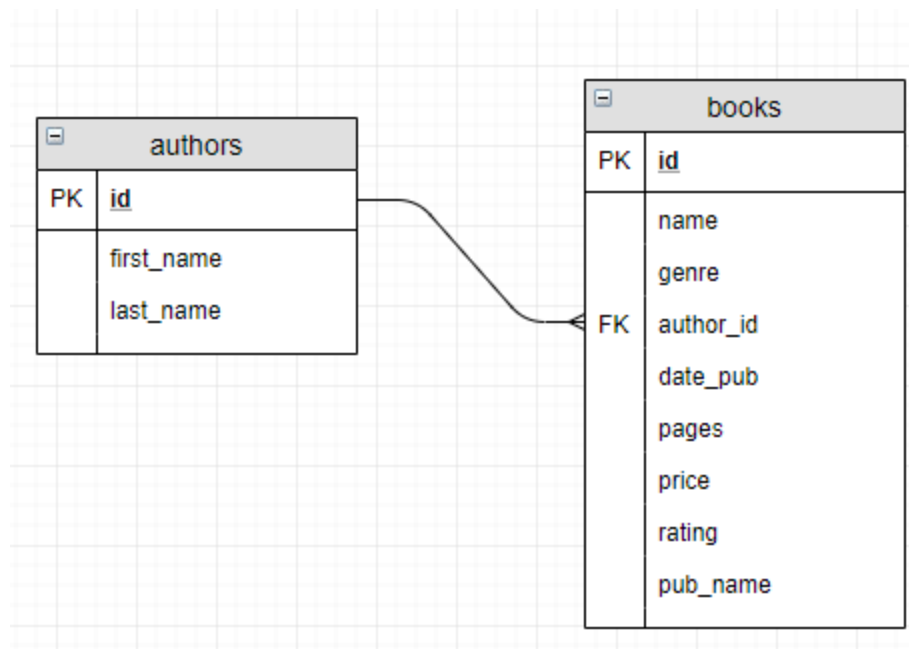 authors
PK id
first_name
last_name
books
PK id
name
genre
FK author_id
date_pub
pages
price
rating
pub_name